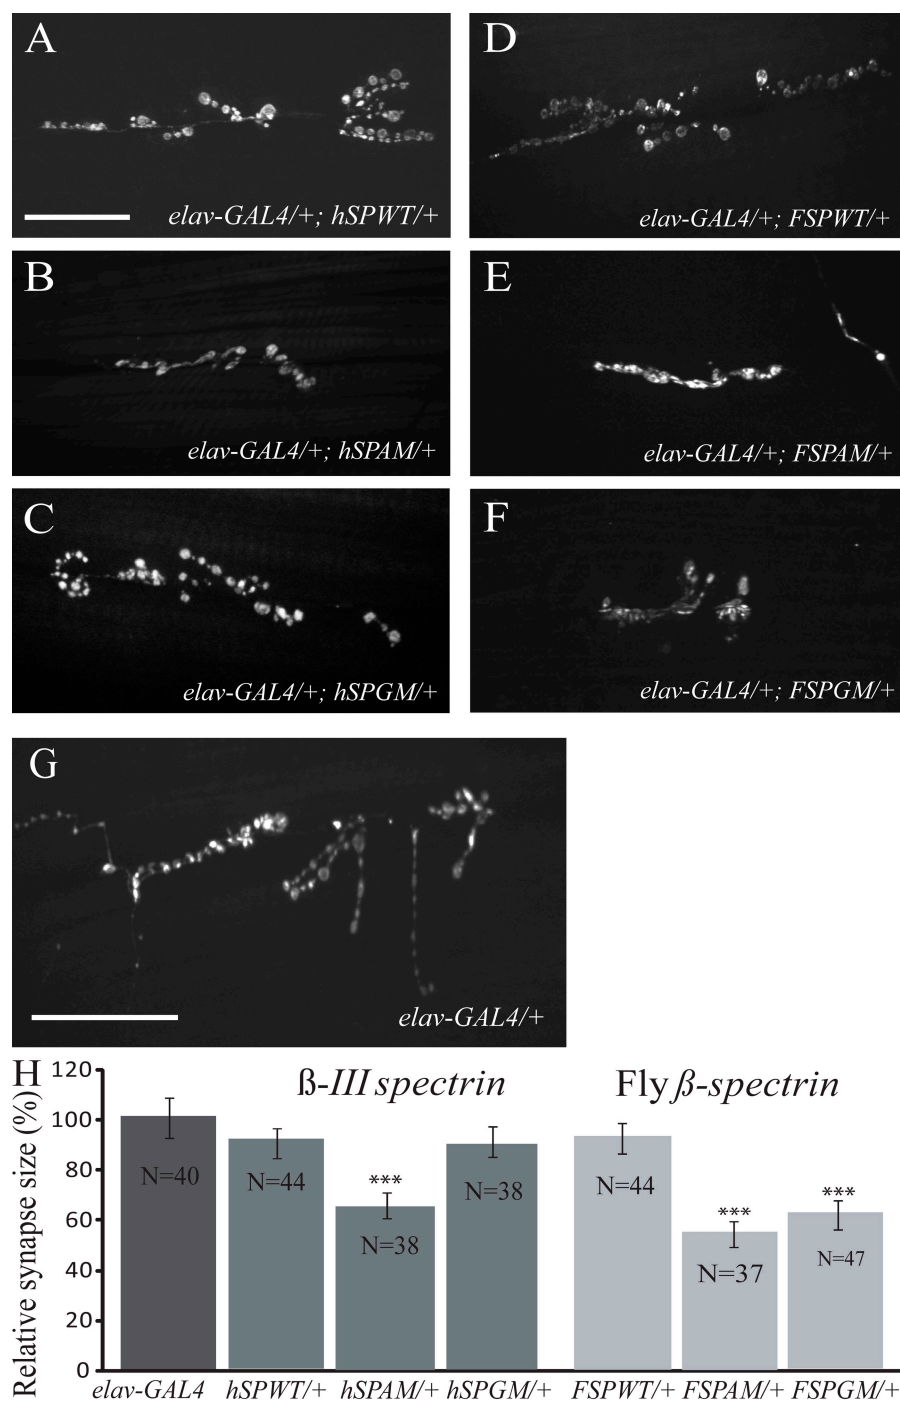 A
elav-GAL4/+; hSPWT/+
D
elav-GAL4/+; FSPWT/+
B
elav-GAL4/+; hSPAM/+
E
elav-GAL4/+; FSPAM/+
C
elav-GAL4/+; hSPGM/+
F
elav-GAL4/+; FSPGM/+
G
elav-GAL4/+
H
Relative synapse size (%)
120
100
80
60
40
20
0
ß-III spectrin
Fly ß-spectrin
N=40
N=44
***
N=38
N=38
N=44
***
N=37
***
N=47
elav-GAL4 hSPWT/+ hSPAM/+ hSPGM/+ FSPWT/+ FSPAM/+ FSPGM/+